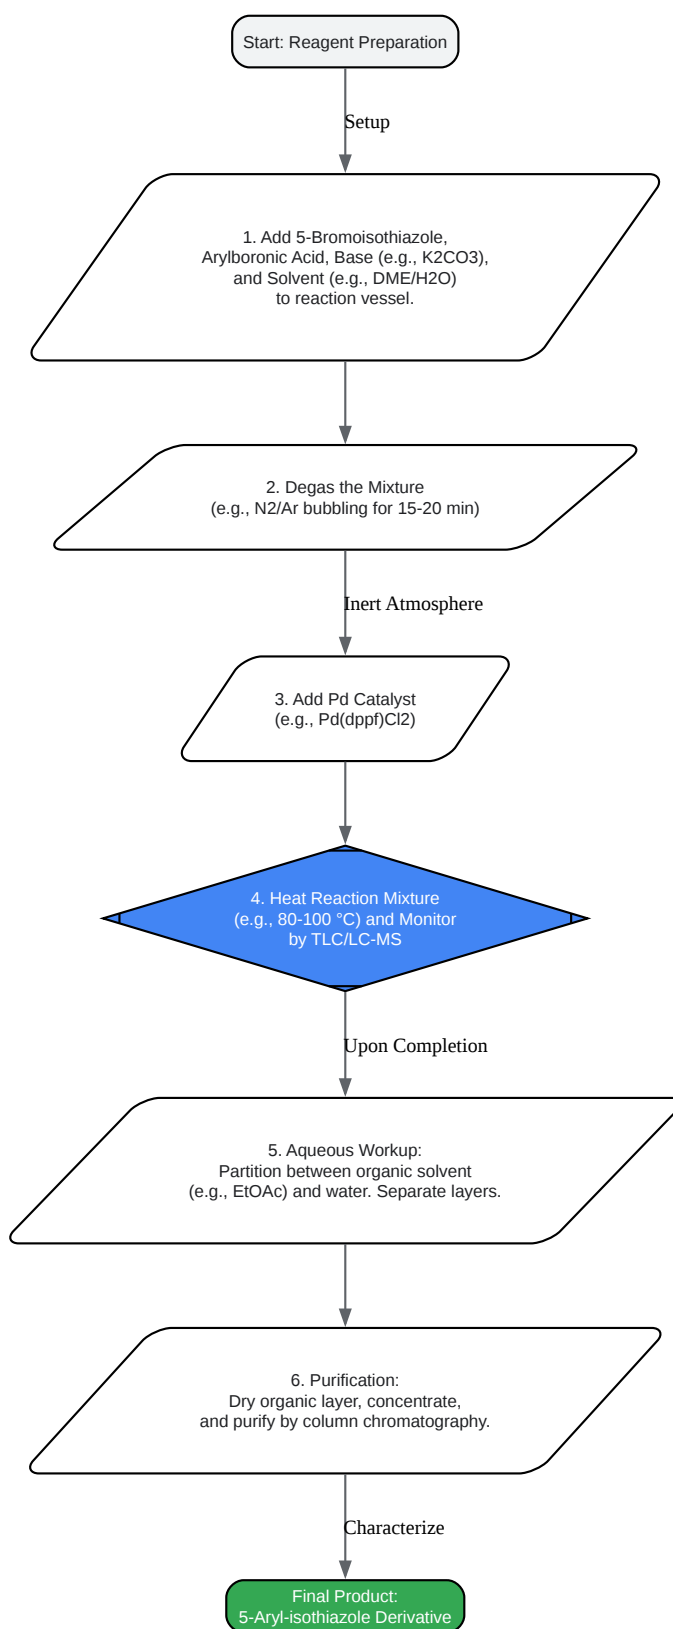 Start: Reagent Preparation
Setup
1. Add 5-Bromoisothiazole,
Arylboronic Acid, Base (e.g., K2CO3),
and Solvent (e.g., DME/H2O)
to reaction vessel.
2. Degas the Mixture
(e.g., N2/Ar bubbling for 15-20 min)
Inert Atmosphere
3. Add Pd Catalyst
(e.g., Pd(dppf)Cl2)
4. Heat Reaction Mixture
(e.g., 80-100 °C) and Monitor
by TLC/LC-MS
Upon Completion
5. Aqueous Workup:
Partition between organic solvent
(e.g., EtOAc) and water. Separate layers.
6. Purification:
Dry organic layer, concentrate,
and purify by column chromatography.
Characterize
Final Product:
5-Aryl-isothiazole Derivative